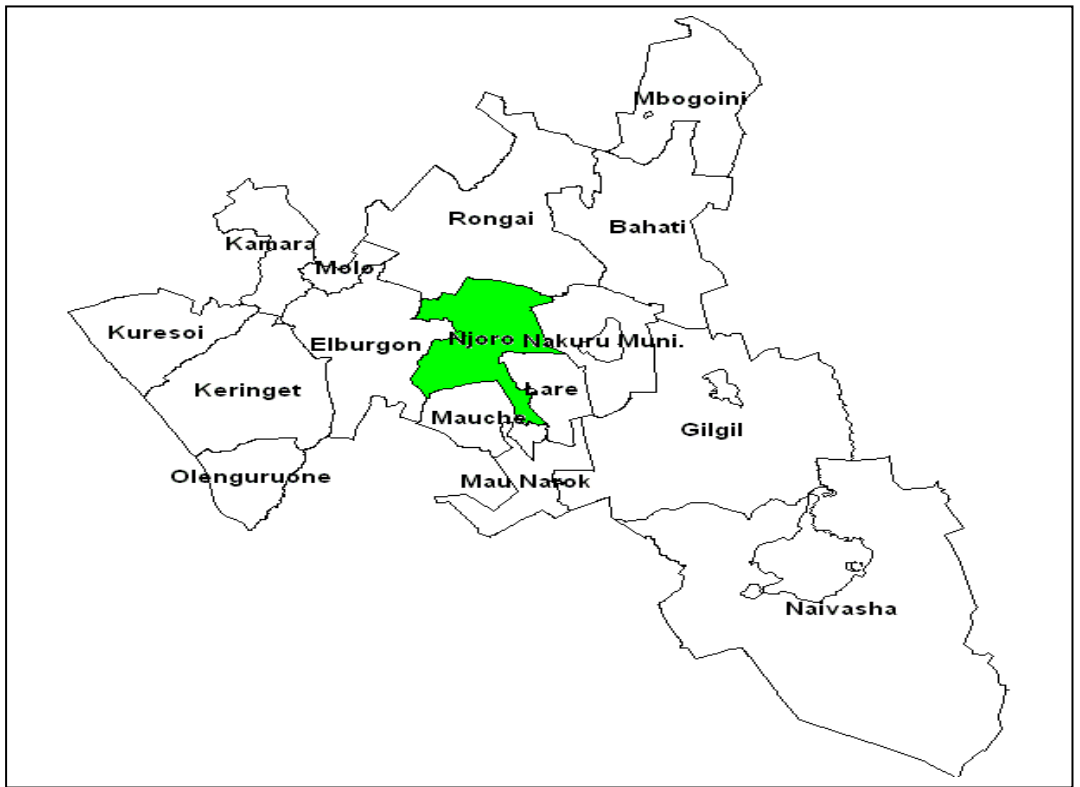 Mbogoini
Rongai
Bahati
Kamara
Molo
Kuresoi
Elburgon
Njoro
Nakuru Muni.
Keringet
Lare
Mauche
Gilgil
Olenguruone
Mau Narok
Naivasha